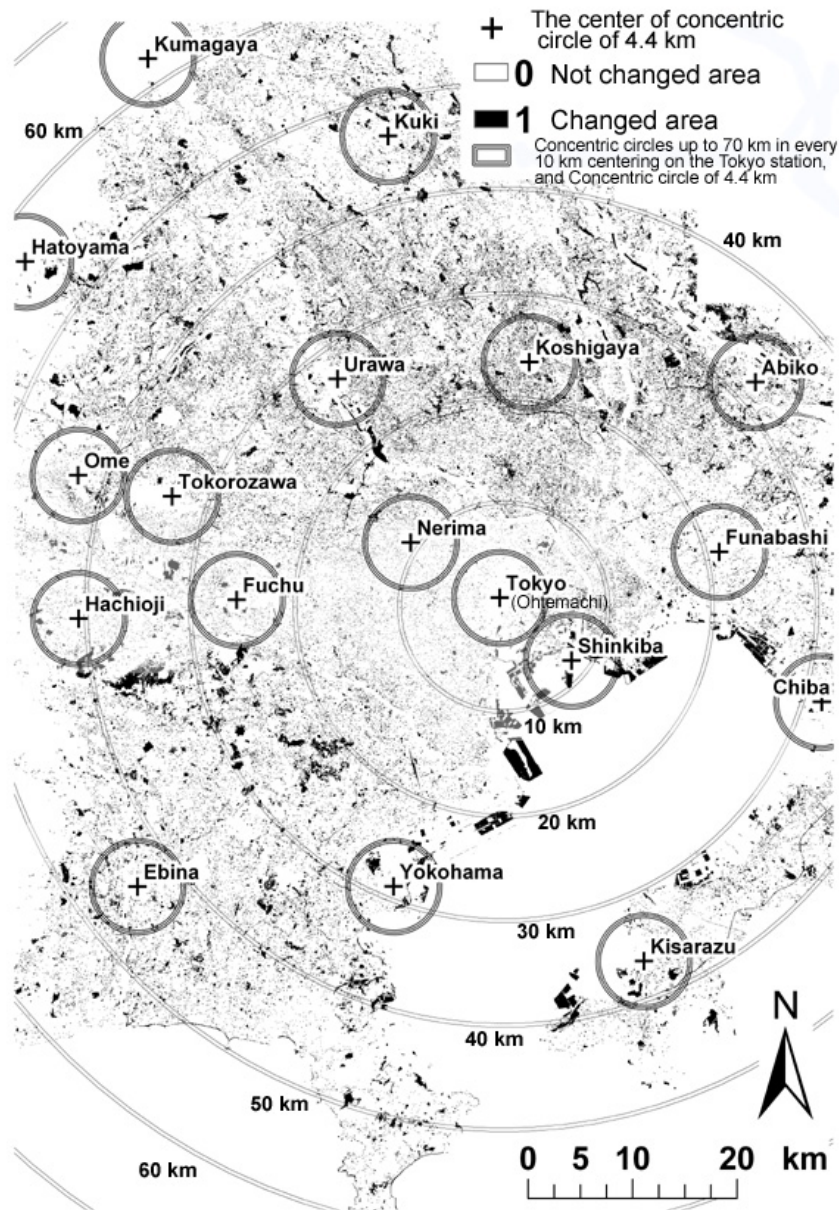 The center of concentric
circle of 4.4 km
0 Not changed area
1 Changed area
Concentric circles up to 70 km in every
10 km centering on the Tokyo station,
and Concentric circle of 4.4 km
Kumagaya
60 km
Kuki
Hatoyama
40 km
Urawa
Koshigaya
Abiko
Ome
Tokorozawa
Nerima
Funabashi
Hachioji
Fuchu
Tokyo
(Ohtemachi)
Shinkiba
Chiba
10 km
20 km
Ebina
Yokohama
30 km
Kisarazu
N
40 km
50 km
60 km
0 5 10 20 km